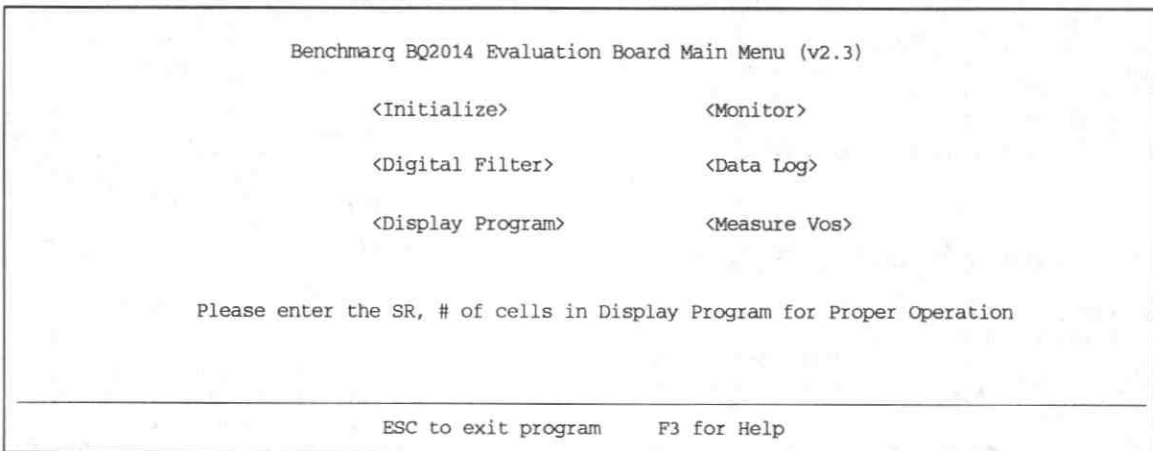 Benchmarq BQ2014 Evaluation Board Main Menu (v2.3)
<Initialize> <Monitor>
<Digital Filter> <Data Log>
<Display Program> <Measure Vos>
Please enter the SR, # of cells in Display Program for Proper Operation
ESC to exit program F3 for Help